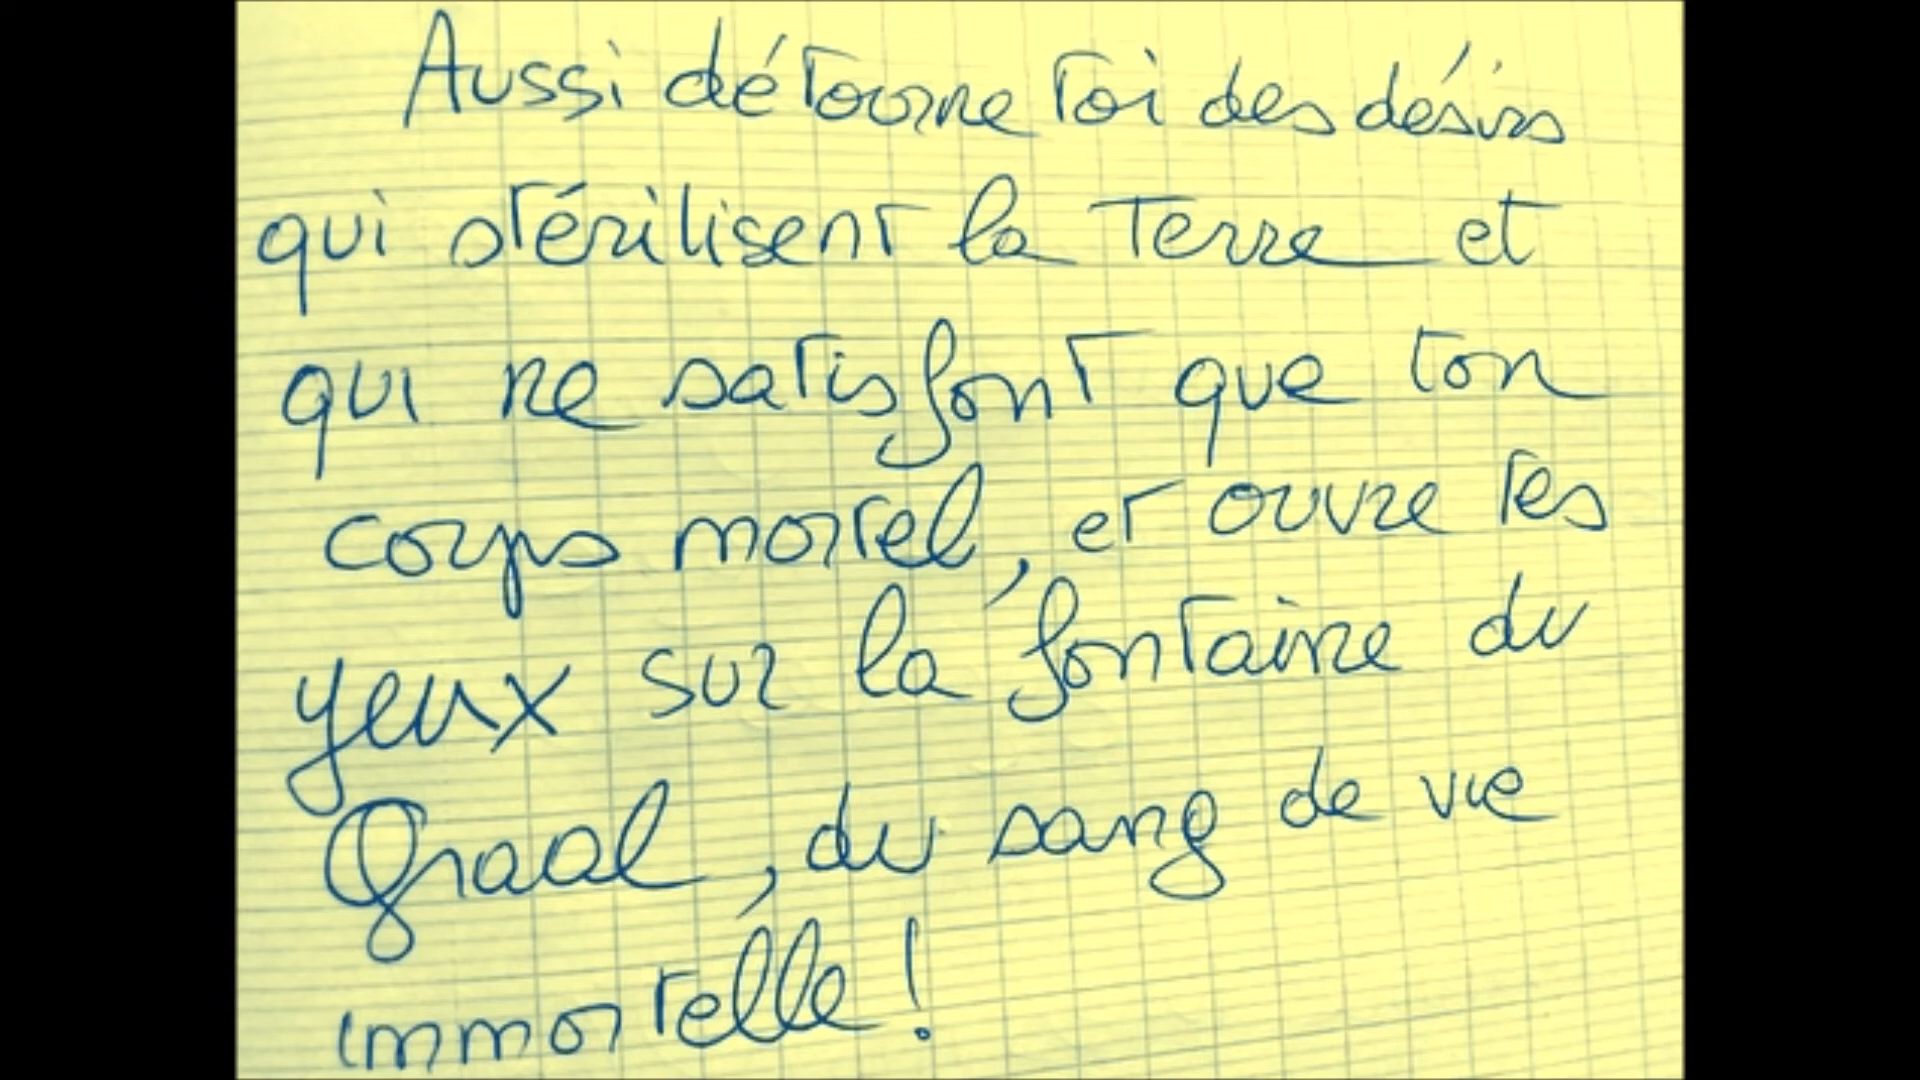 Aussi détourne toi des désirs
qui stérilisent la Terre et
qui ne satisfont que ton
corps mortel, et ouvre tes
yeux sur la fontaine du
Graal, du sang de vie
immortelle !